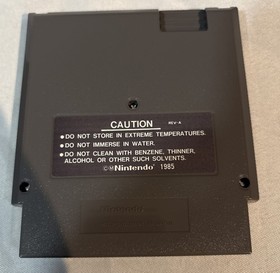 CAUTION REV-A
•DO NOT STORE IN EXTREME TEMPERATURES.
•DO NOT IMMERSE IN WATER.
•DO NOT CLEAN WITH BENZENE, THINNER,
ALCOHOL OR OTHER SUCH SOLVENTS.
©®Nintendo 1985